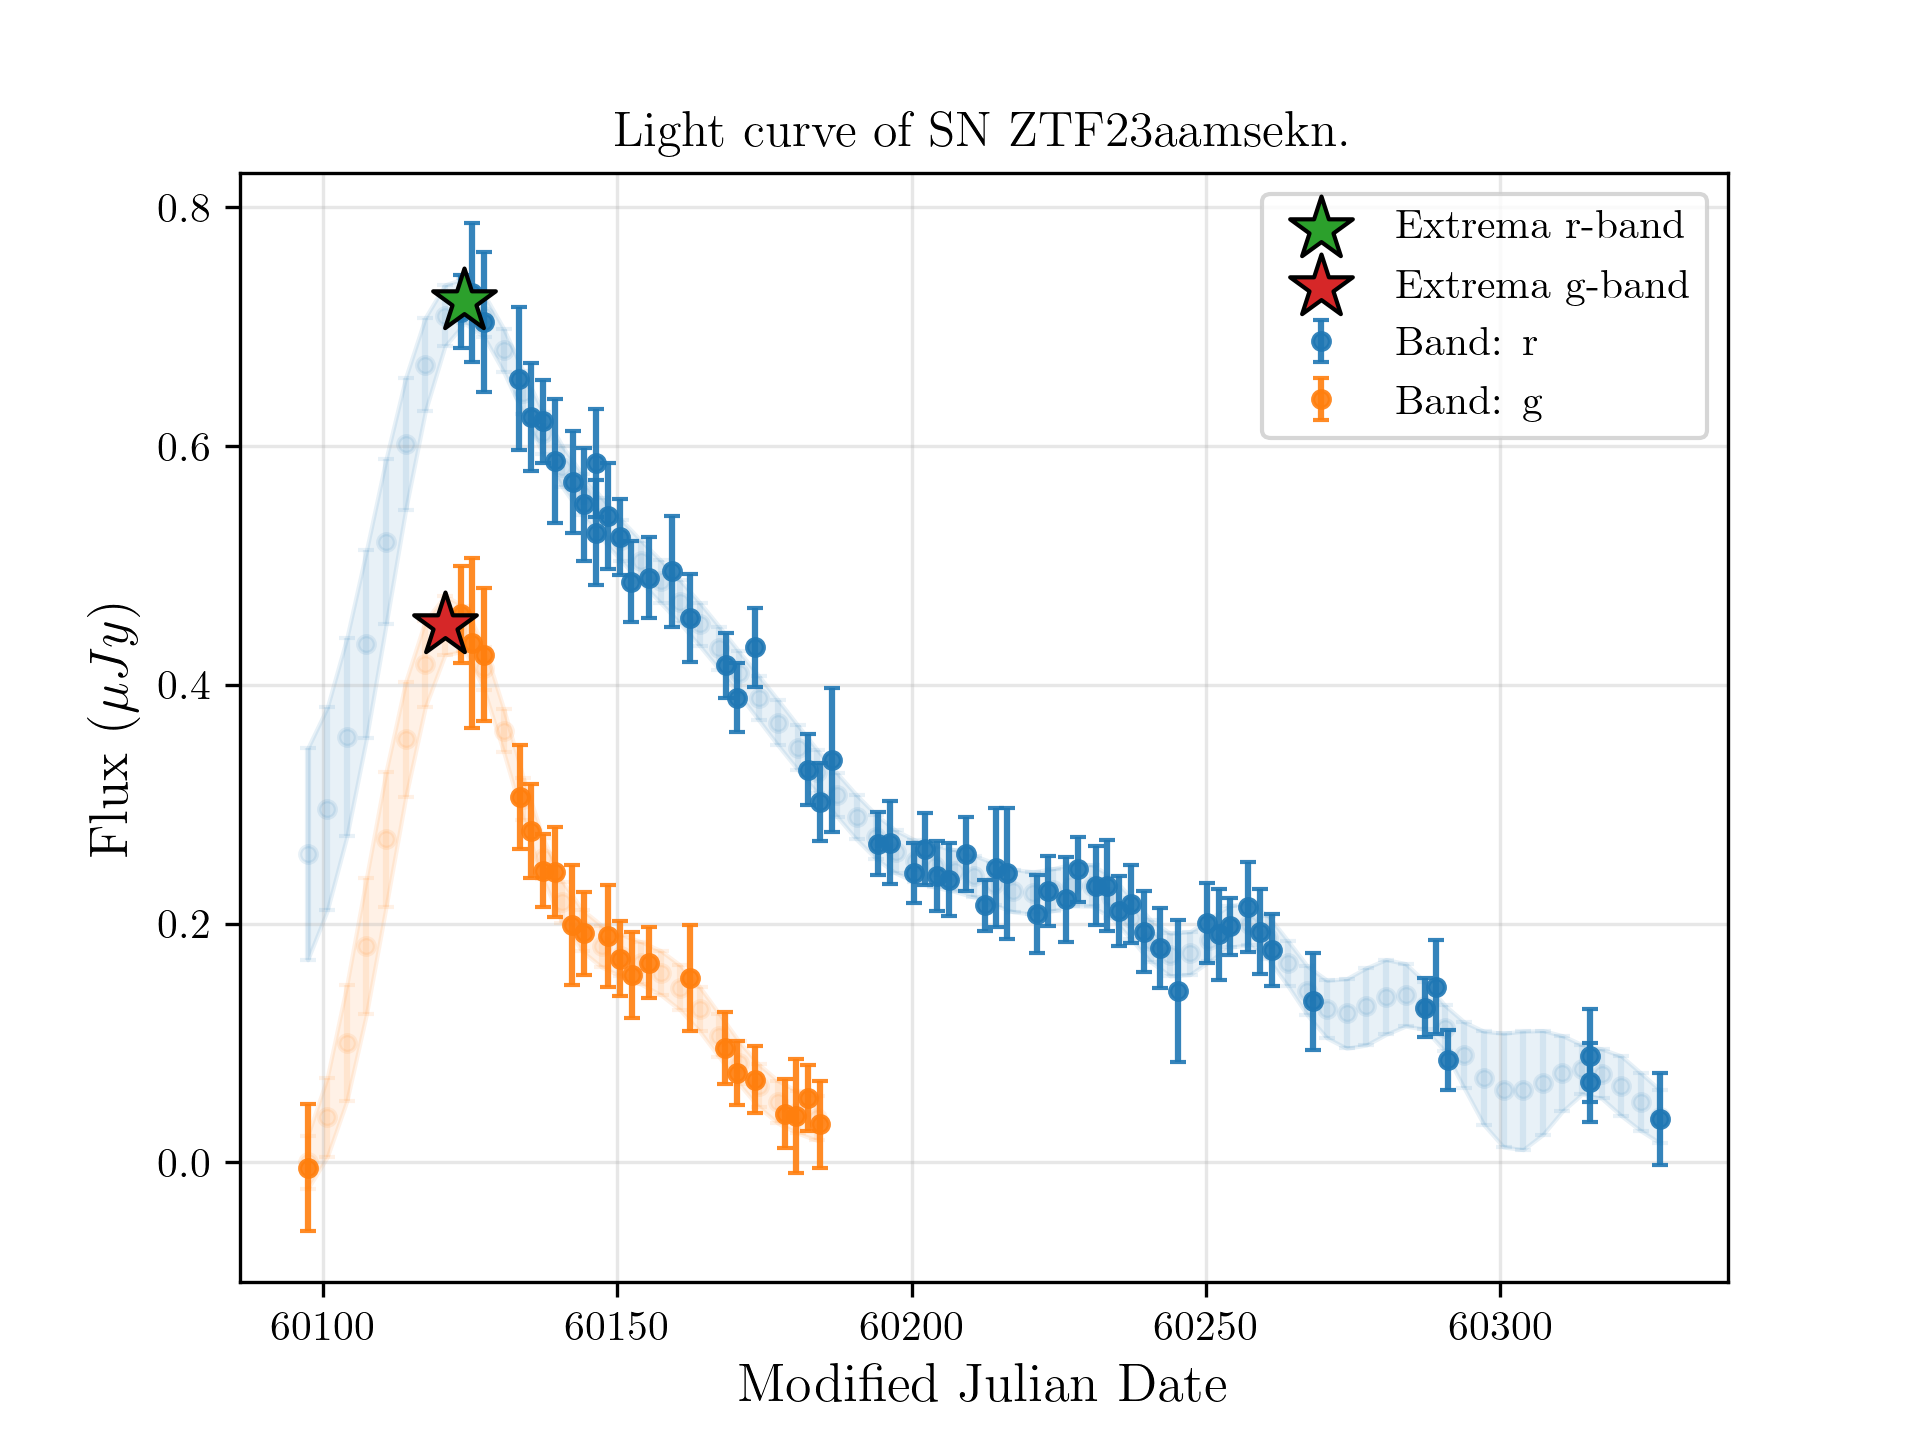 Light curve of SN ZTF23aamsekn.
Extrema r-band
Extrema g-band
Band: r
Band: g
0.8
0.6
0.4
0.2
0.0
Flux (μJy)
60100 60150 60200 60250 60300
Modified Julian Date